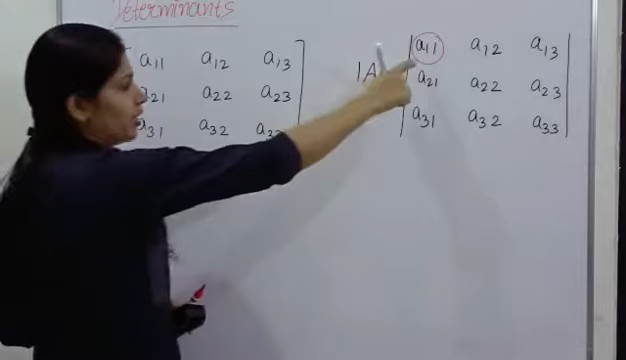 Determinants
a11 a12 a13 |A a11 a12 a13
a21 a22 a23 a21 a22 a23
a31 a32 a33 a31 a32 a33